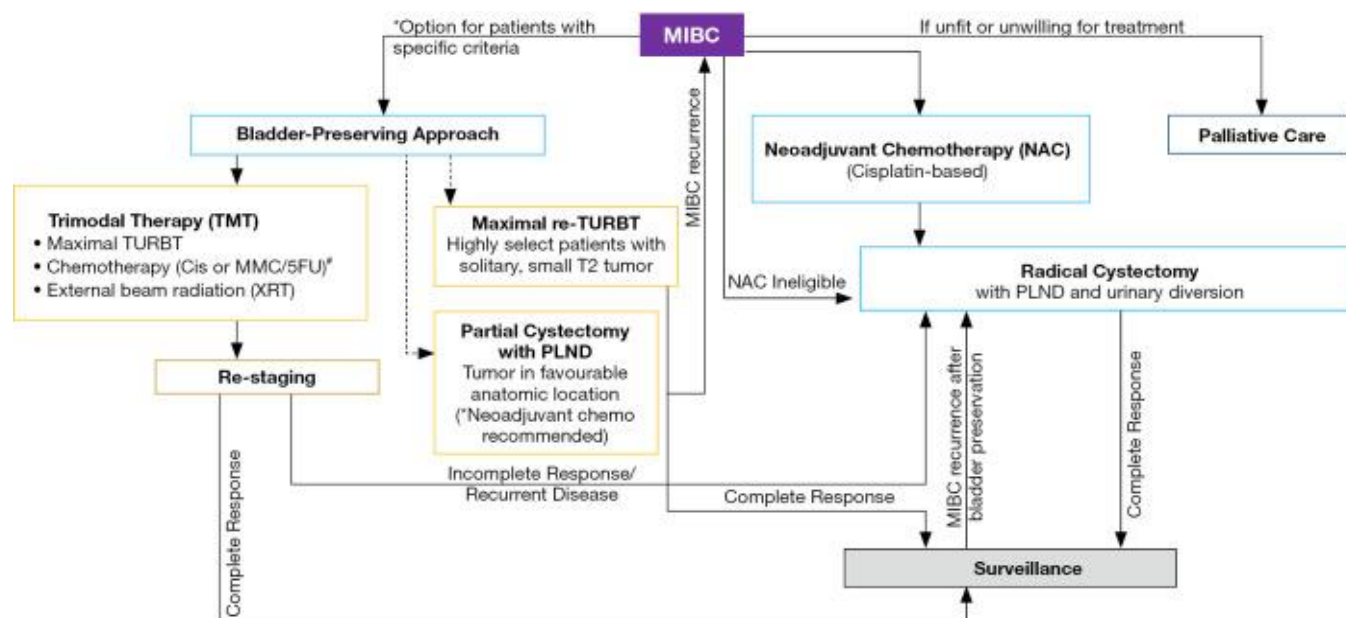 *Option for patients with
specific criteria
MIBC
If unfit or unwilling for treatment
Bladder-Preserving Approach
MIBC recurrence
Neoadjuvant Chemotherapy (NAC)
(Cisplatin-based)
Palliative Care
Trimodal Therapy (TMT)
• Maximal TURBT
• Chemotherapy (Cis or MMC/5FU)#
• External beam radiation (XRT)
Maximal re-TURBT
Highly select patients with
solitary, small T2 tumor
NAC Ineligible
Radical Cystectomy
with PLND and urinary diversion
Partial Cystectomy
with PLND
Tumor in favourable
anatomic location
(*Neoadjuvant chemo
recommended)
Re-staging
Incomplete Response/
Recurrent Disease
Complete Response
Complete Response
MIBC recurrence after
bladder preservation
Complete Response
Surveillance